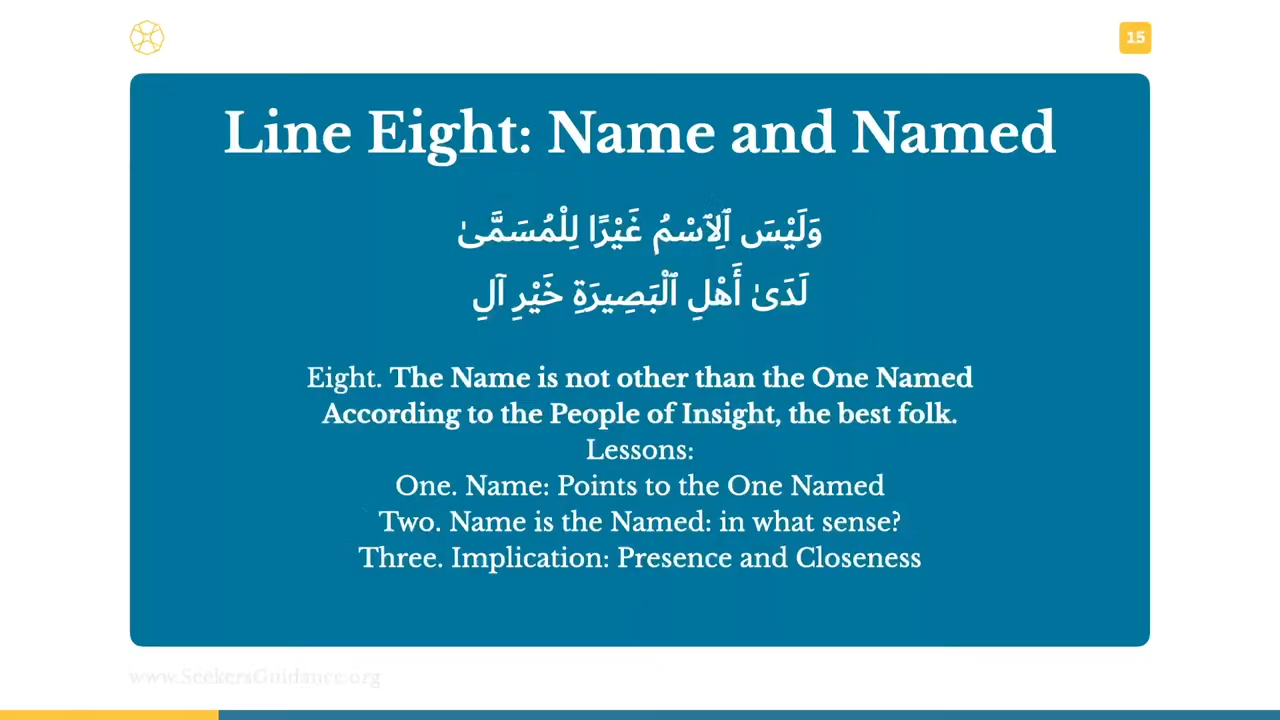 15
Line Eight: Name and Named
وَلَيْسَ ٱلِٱسْمُ غَيْرًا لِلْمُسَمَّىٰ
لَدَىٰ أَهْلِ ٱلْبَصِيرَةِ خَيْرِ آلِ
Eight. The Name is not other than the One Named
According to the People of Insight, the best folk.
Lessons:
One. Name: Points to the One Named
Two. Name is the Named: in what sense?
Three. Implication: Presence and Closeness
www.SeekersGuidance.org